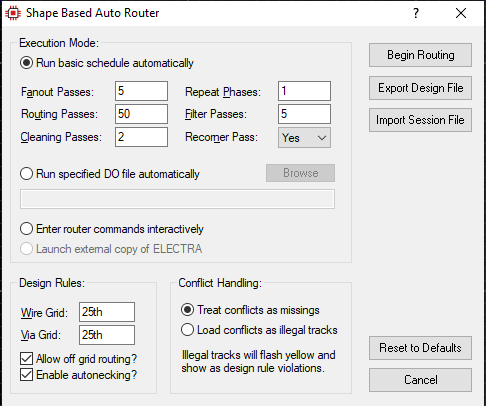 Shape Based Auto Router
Execution Mode:
Run basic schedule automatically
Fanout Passes: 5 Repeat Phases: 1
Routing Passes: 50 Filter Passes: 5
Cleaning Passes: 2 Recorner Pass: Yes
Run specified DO file automatically Browse
Enter router commands interactively
Launch external copy of ELECTRA
Begin Routing
Export Design File
Import Session File
Design Rules:
Wire Grid: 25th
Via Grid: 25th
Allow off grid routing?
Enable autonecking?
Conflict Handling:
Treat conflicts as missings
Load conflicts as illegal tracks
Illegal tracks will flash yellow and
show as design rule violations.
Reset to Defaults
Cancel